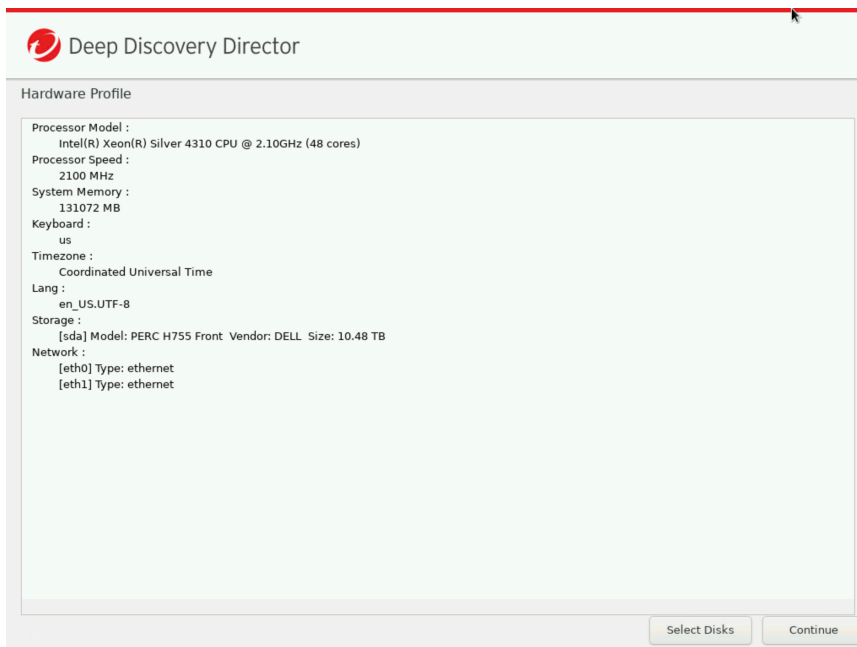 Deep Discovery Director
Hardware Profile
Processor Model :
Intel(R) Xeon(R) Silver 4310 CPU @ 2.10GHz (48 cores)
Processor Speed :
2100 MHz
System Memory :
131072 MB
Keyboard :
us
Timezone :
Coordinated Universal Time
Lang :
en_US.UTF-8
Storage :
[sda] Model: PERC H755 Front  Vendor: DELL  Size: 10.48 TB
Network :
[eth0] Type: ethernet
[eth1] Type: ethernet
Select Disks
Continue